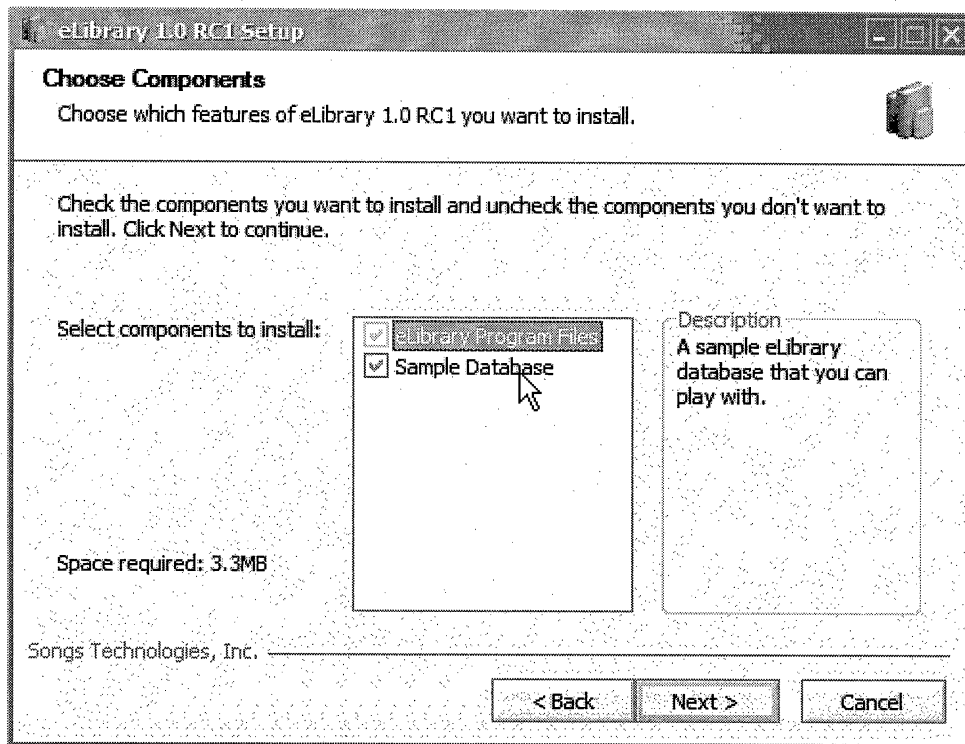 eLibrary 1.0 RC1 Setup
Choose Components
Choose which features of eLibrary 1.0 RC1 you want to install.
Check the components you want to install and uncheck the components you don't want to
install. Click Next to continue.
Select components to install:
eLibrary Program Files
Sample Database
Description
A sample eLibrary
database that you can
play with.
Space required: 3.3MB
Songs Technologies, Inc.
< Back
Next >
Cancel